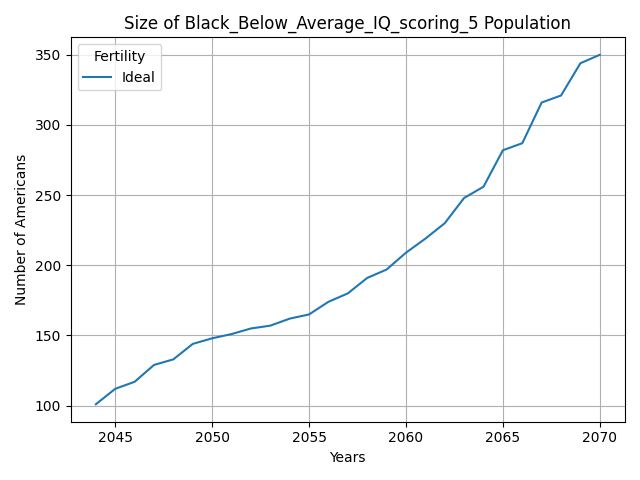 Size of Black_Below_Average_IQ_scoring_5 Population
Fertility
Ideal
Number of Americans
350
300
250
200
150
100
2045 2050 2055 2060 2065 2070
Years